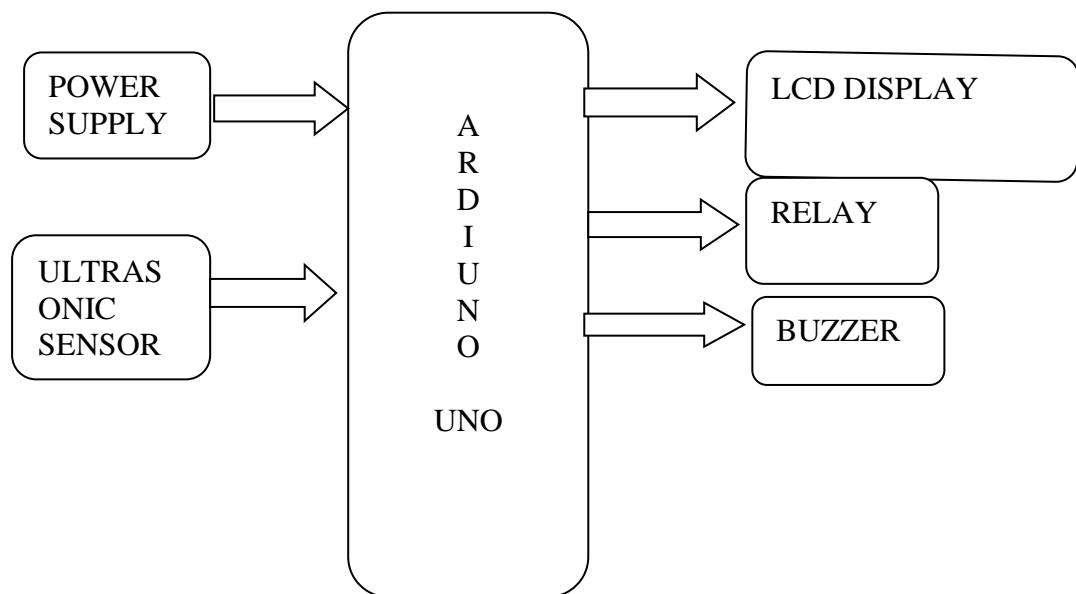 POWER
SUPPLY
ULTRAS
ONIC
SENSOR
A
R
D
I
U
N
O
UNO
LCD DISPLAY
RELAY
BUZZER